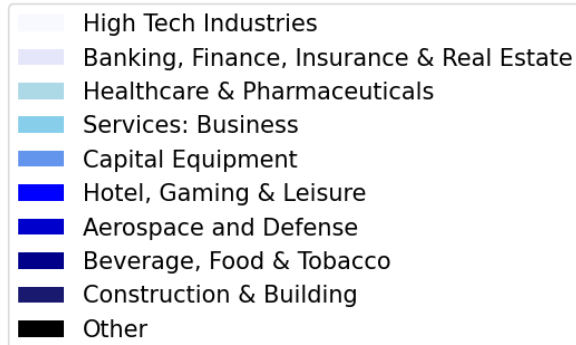 High Tech Industries
Banking, Finance, Insurance & Real Estate
Healthcare & Pharmaceuticals
Services: Business
Capital Equipment
Hotel, Gaming & Leisure
Aerospace and Defense
Beverage, Food & Tobacco
Construction & Building
Other